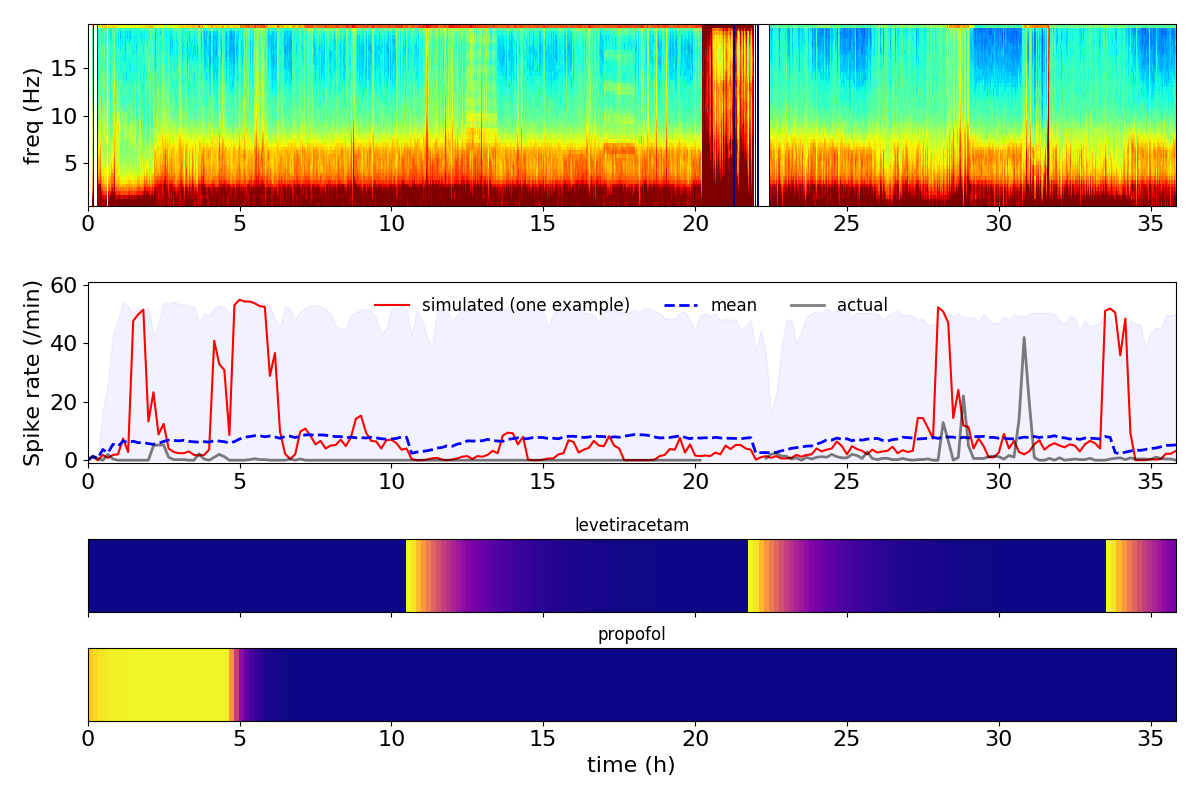 freq (Hz)
15
10
5
0 5 10 15 20 25 30 35
Spike rate (/min)
60
40
20
0
simulated (one example) mean actual
0 5 10 15 20 25 30 35
levetiracetam
propofol
0 5 10 15 20 25 30 35
time (h)